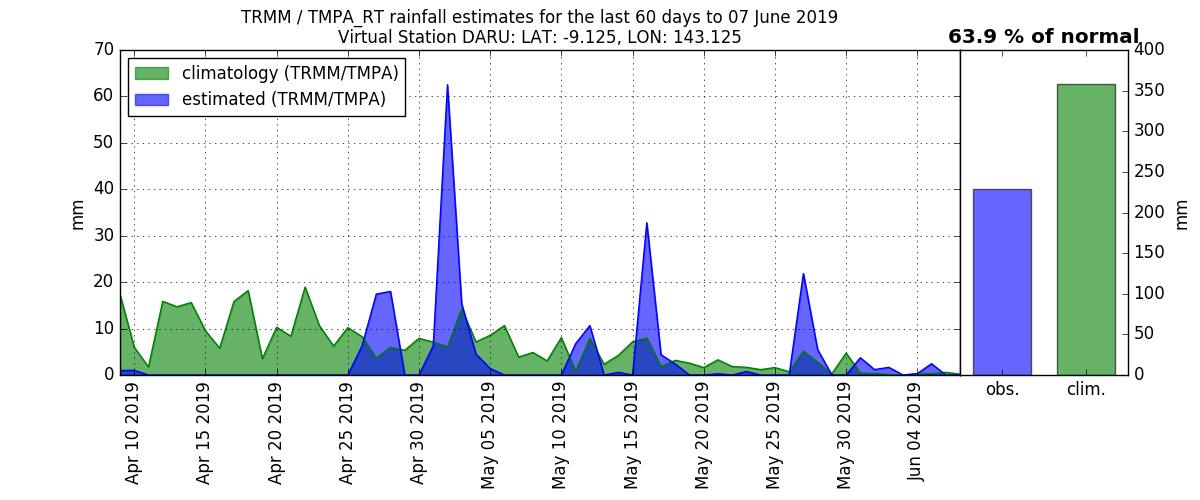 TRMM / TMPA_RT rainfall estimates for the last 60 days to 07 June 2019
Virtual Station DARU: LAT: -9.125, LON: 143.125
63.9 % of normal
climatology (TRMM/TMPA)
estimated (TRMM/TMPA)
70
60
50
40
30
20
10
0
mm
Apr 10 2019
Apr 15 2019
Apr 20 2019
Apr 25 2019
Apr 30 2019
May 05 2019
May 10 2019
May 15 2019
May 20 2019
May 25 2019
May 30 2019
Jun 04 2019
obs.
clim.
400
350
300
250
200
150
100
50
0
mm